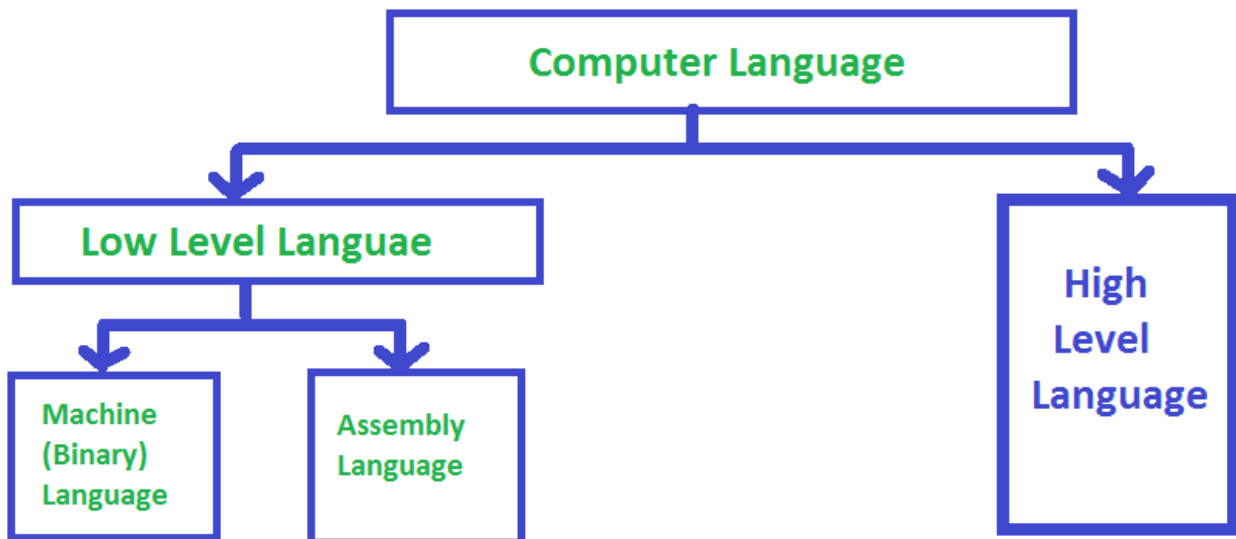 Computer Language
Low Level Languae
High
Level
Language
Machine
(Binary)
Language
Assembly
Language